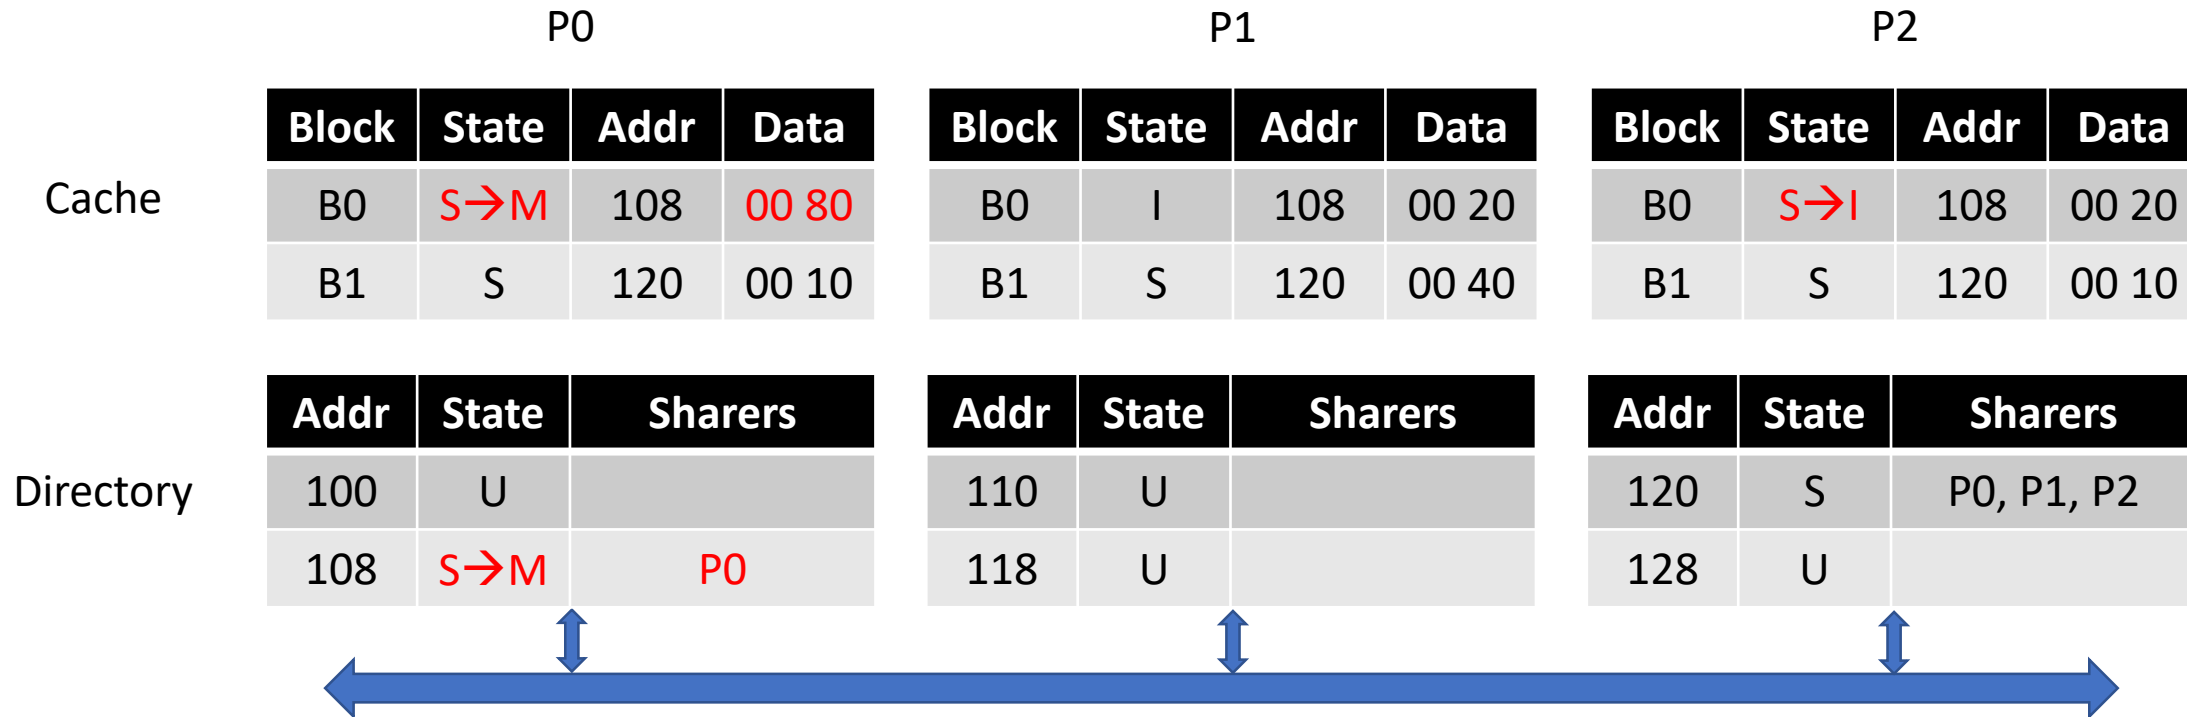 P0 P1 P2
Block State Addr Data Block State Addr Data Block State Addr Data
Cache B0 S→M 108 00 80 B0 I 108 00 20 B0 S→I 108 00 20
B1 S 120 00 10 B1 S 120 00 40 B1 S 120 00 10
Addr State Sharers Addr State Sharers Addr State Sharers
Directory 100 U 110 U 120 S P0, P1, P2
108 S→M P0 118 U 128 U